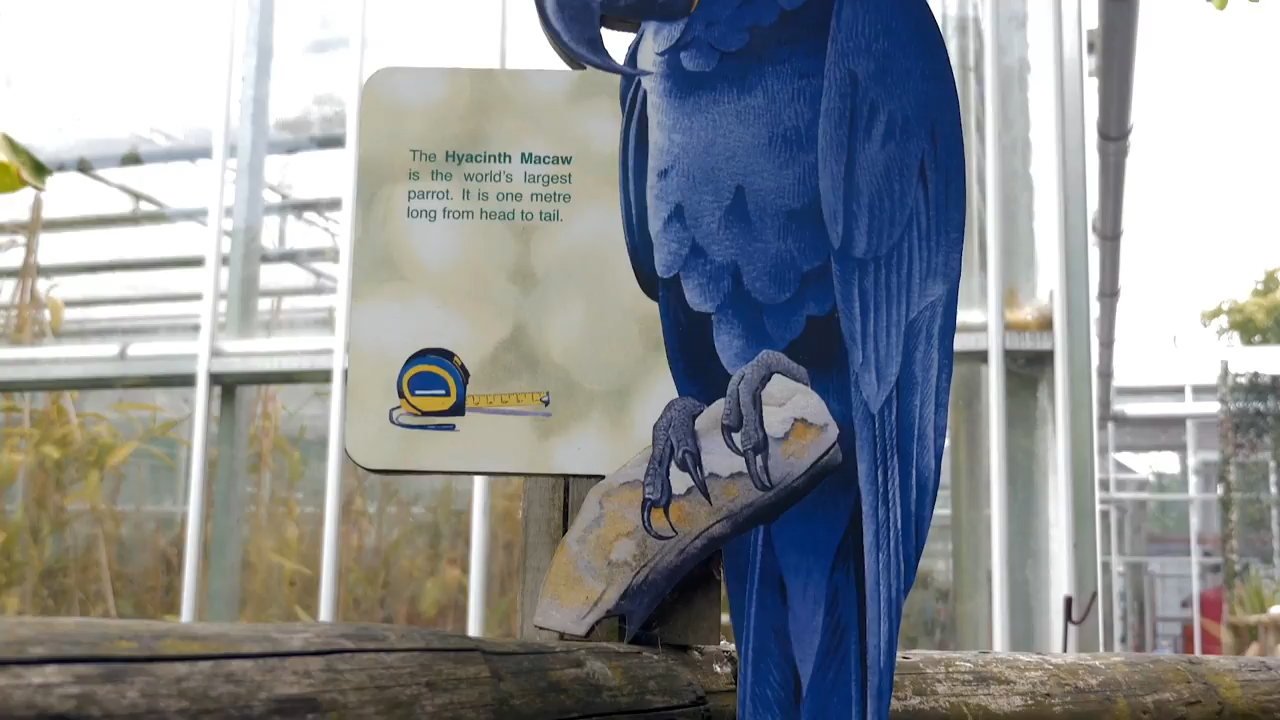 The Hyacinth Macaw
is the world's largest
parrot. It is one metre
long from head to tail.